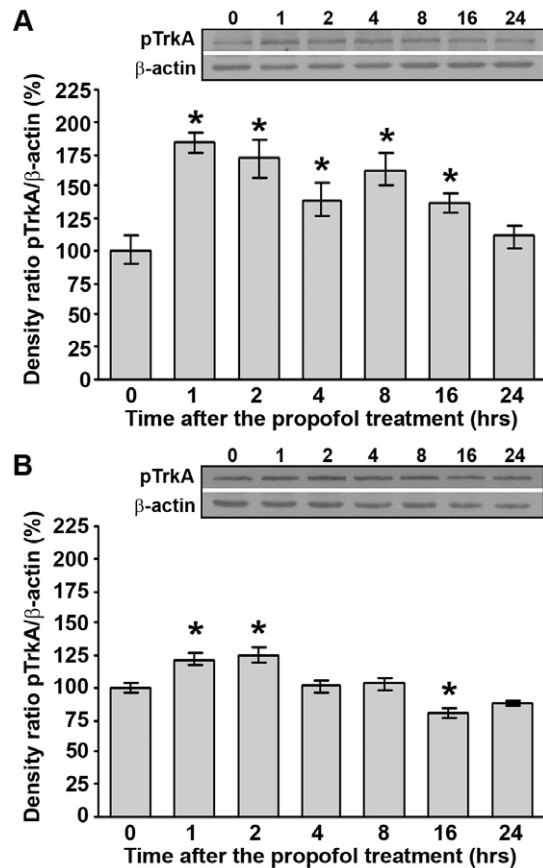 A
0 1 2 4 8 16 24
pTrkA
β-actin
Density ratio pTrkA/β-actin (%)
225
200
175
150
125
100
75
50
25
0
* * * * *
0 1 2 4 8 16 24
Time after the propofol treatment (hrs)
B
0 1 2 4 8 16 24
pTrkA
β-actin
Density ratio pTrkA/β-actin (%)
225
200
175
150
125
100
75
50
25
0
* * *
0 1 2 4 8 16 24
Time after the propofol treatment (hrs)